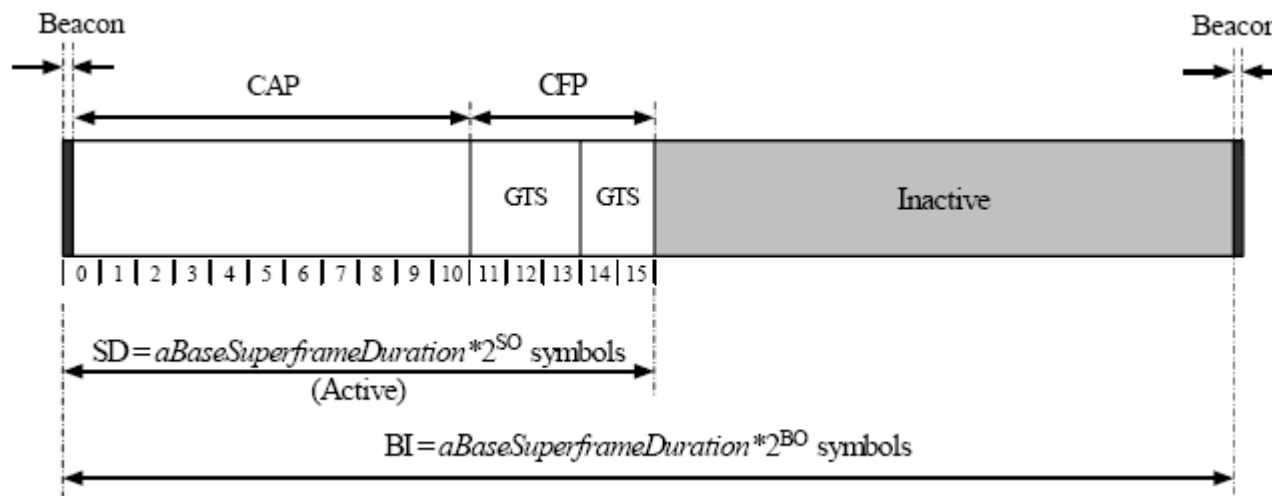 Beacon Beacon
CAP CFP
GTS GTS Inactive
0 1 2 3 4 5 6 7 8 9 10 11 12 13 14 15
SD = aBaseSuperframeDuration*2^SO symbols
(Active)
BI = aBaseSuperframeDuration*2^BO symbols